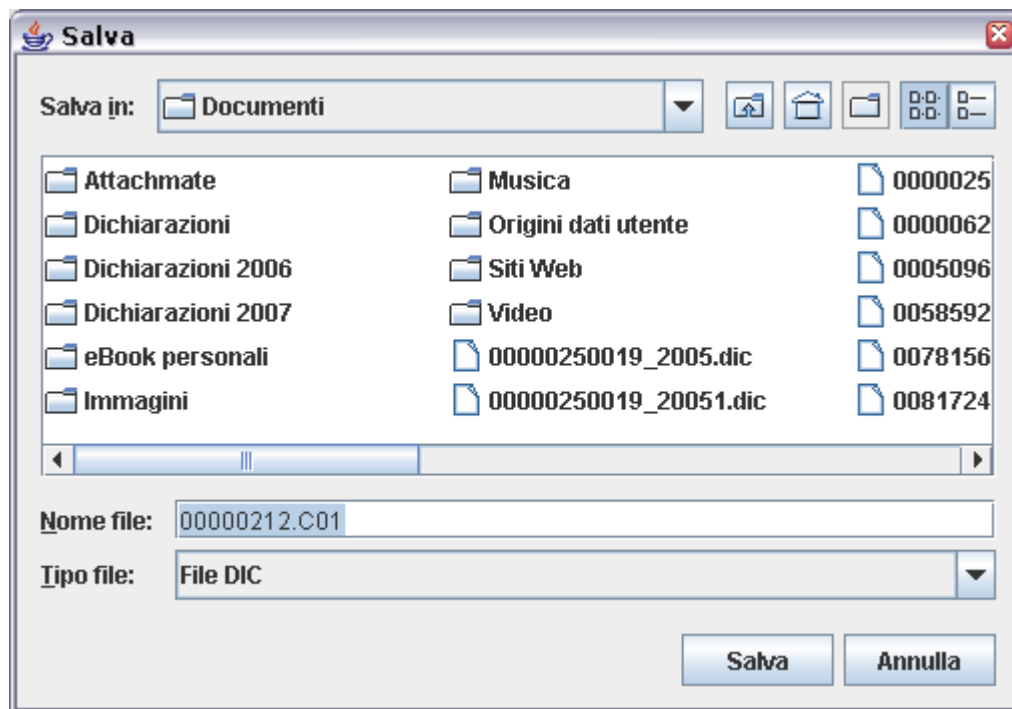 Salva
Salva in: Documenti
Attachmate Musica 0000025
Dichiarazioni Origini dati utente 0000062
Dichiarazioni 2006 Siti Web 0005096
Dichiarazioni 2007 Video 0058592
eBook personali 00000250019_2005.dic 0078156
Immagini 00000250019_20051.dic 0081724
Nome file: 00000212.C01
Tipo file: File DIC
Salva Annulla